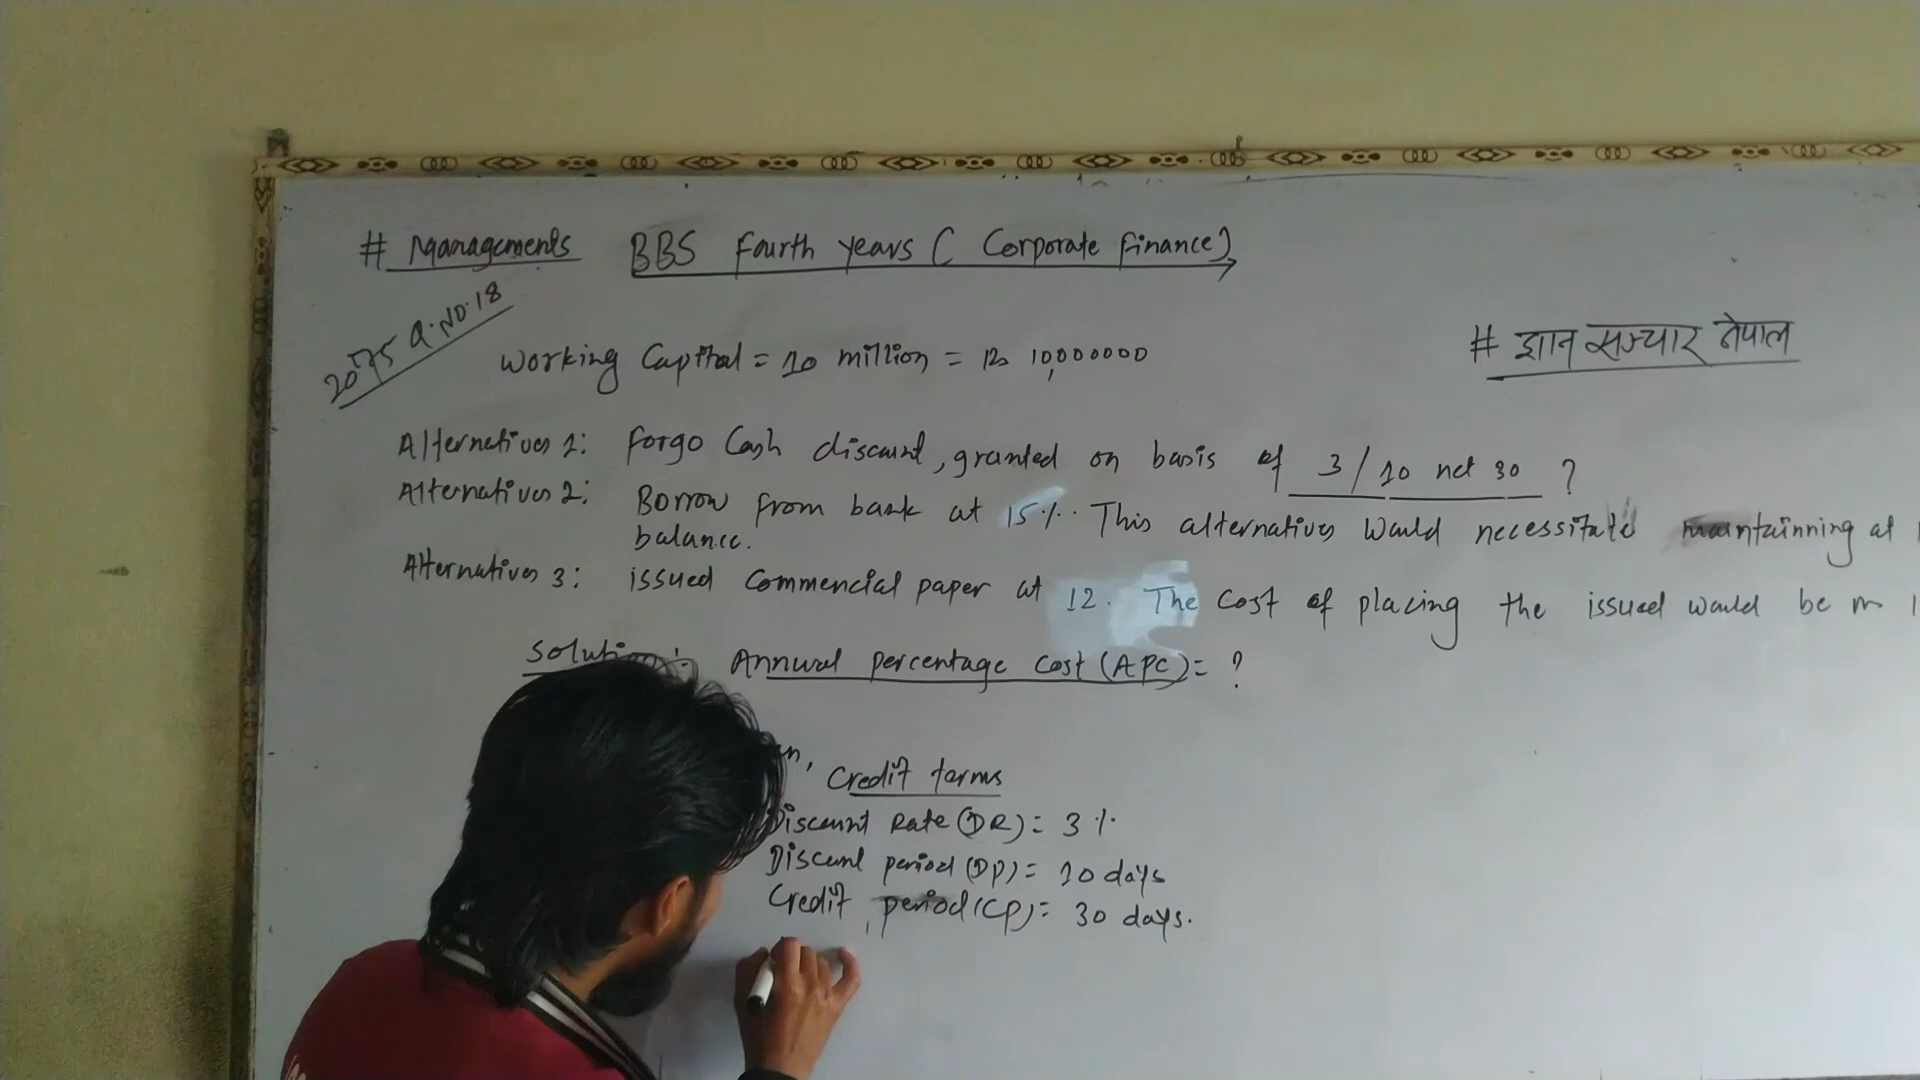 # Managements BBS Fourth Years ( Corporate Finance)
2075 Q.NO.18
# ज्ञान सञ्चार नेपाल
Working Capital = 10 million = Rs 10,000000
Alternatives 1: Forgo Cash discount, granted on basis of 3/10 net 30 ?
Alternatives 2: Borrow from bank at 15%. This alternatives would necessitate maintainning at
balance.
Alternatives 3: issued Commencial paper at 12. The cost of placing the issued would be
Solution:- Annual percentage cost (APC) = ?
Credit terms
Discount Rate (DR) = 3%
Discount period (DP) = 10 days
Credit period (CP) = 30 days.